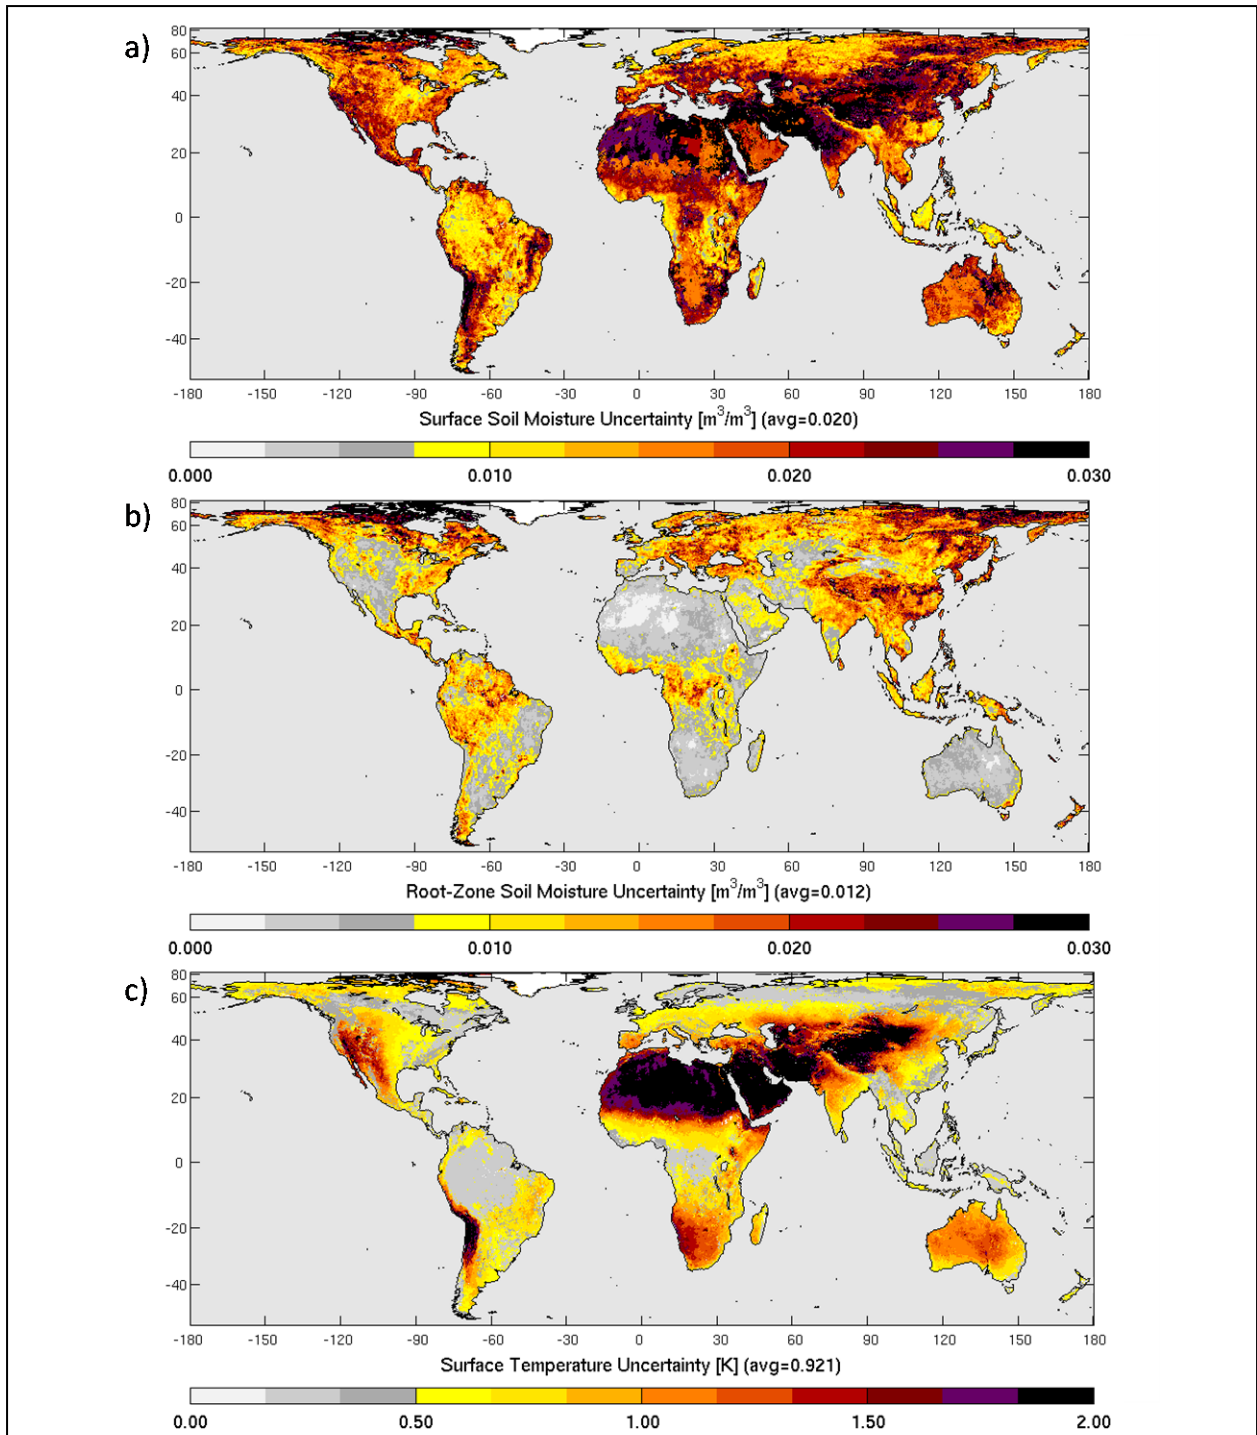 a)
80
60
40
20
0
-20
-40
-180 -150 -120 -90 -60 -30 0 30 60 90 120 150 180
Surface Soil Moisture Uncertainty [m³/m³] (avg=0.020)
0.000 0.010 0.020 0.030
b)
80
60
40
20
0
-20
-40
-180 -150 -120 -90 -60 -30 0 30 60 90 120 150 180
Root-Zone Soil Moisture Uncertainty [m³/m³] (avg=0.012)
0.000 0.010 0.020 0.030
c)
80
60
40
20
0
-20
-40
-180 -150 -120 -90 -60 -30 0 30 60 90 120 150 180
Surface Temperature Uncertainty [K] (avg=0.921)
0.00 0.50 1.00 1.50 2.00